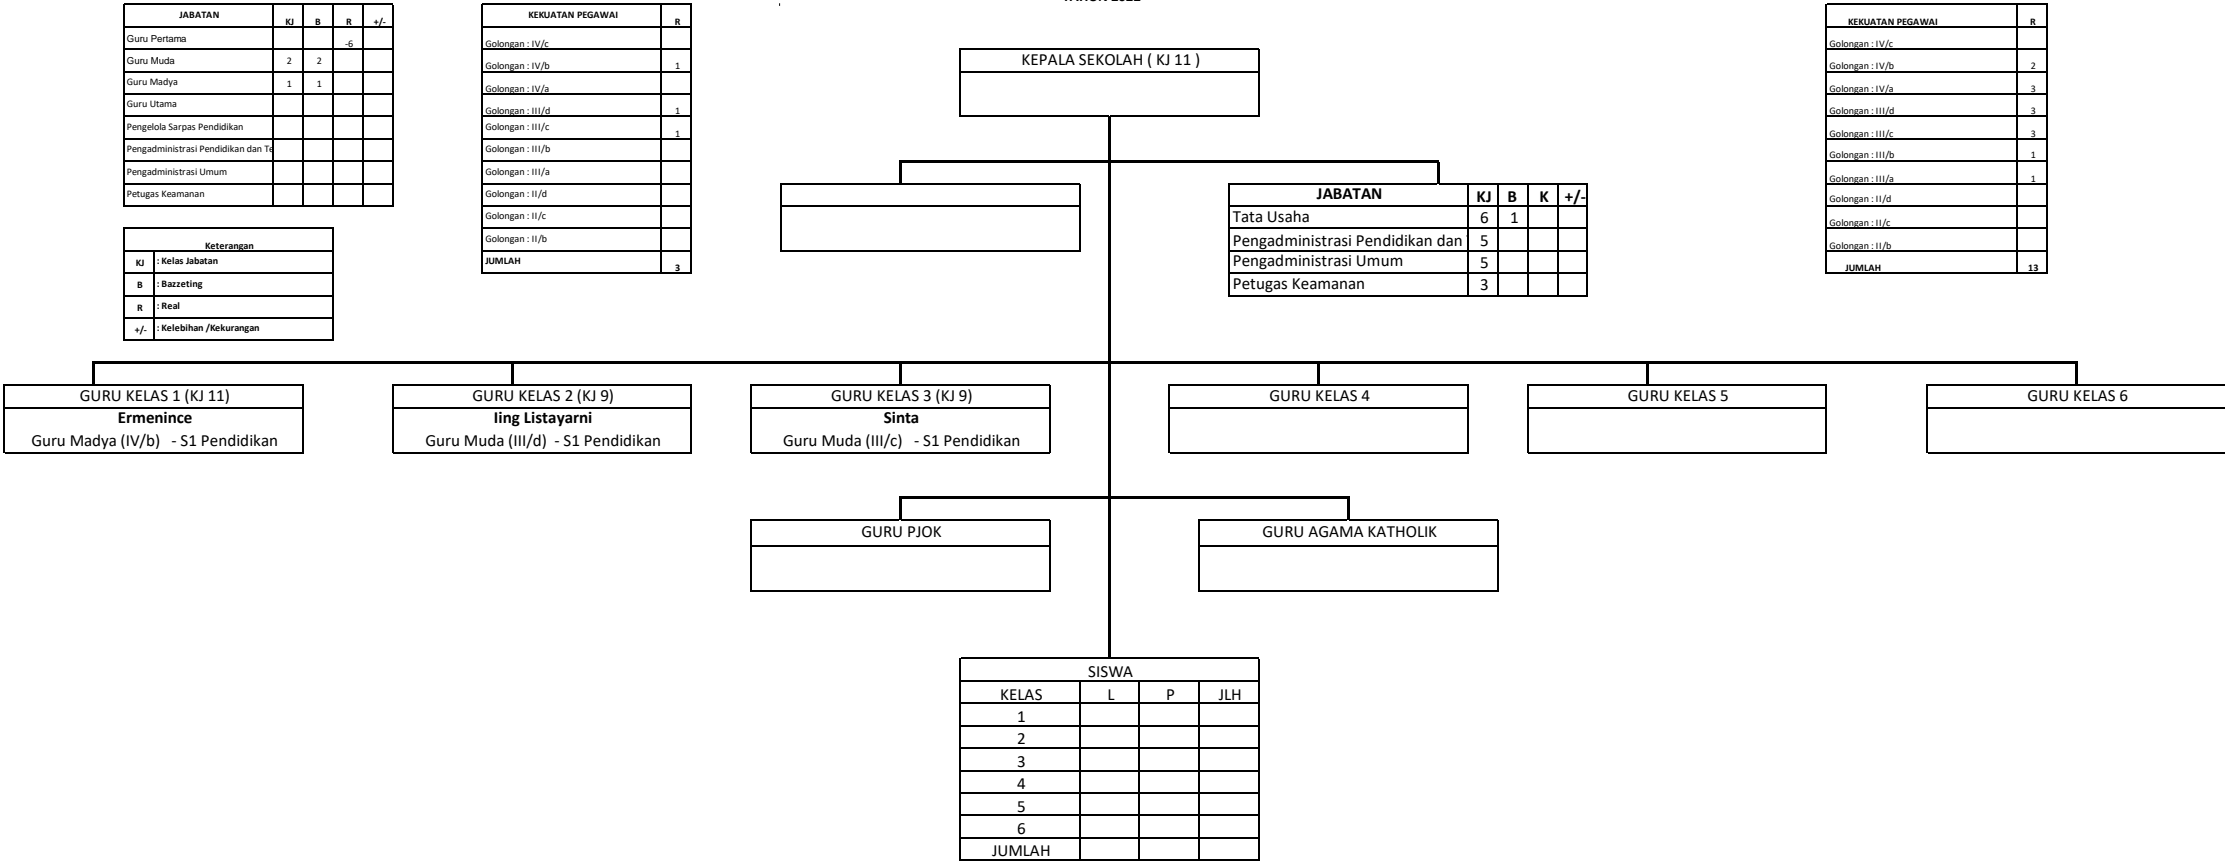 TAHUN 2022
JABATAN KJ B R +/-
Guru Pertama -6
Guru Muda 2 2
Guru Madya 1 1
Guru Utama
Pengelola Sarpas Pendidikan
Pengadministrasi Pendidikan dan Te
Pengadministrasi Umum
Petugas Keamanan
Keterangan
KJ : Kelas Jabatan
B : Bazzeting
R : Real
+/- : Kelebihan /Kekurangan
KEKUATAN PEGAWAI R
Golongan : IV/c
Golongan : IV/b 1
Golongan : IV/a
Golongan : III/d 1
Golongan : III/c 1
Golongan : III/b
Golongan : III/a
Golongan : II/d
Golongan : II/c
Golongan : II/b
JUMLAH 3
KEPALA SEKOLAH ( KJ 11 )
JABATAN KJ B K +/-
Tata Usaha 6 1
Pengadministrasi Pendidikan dan 5
Pengadministrasi Umum 5
Petugas Keamanan 3
KEKUATAN PEGAWAI R
Golongan : IV/c
Golongan : IV/b 2
Golongan : IV/a 3
Golongan : III/d 3
Golongan : III/c 3
Golongan : III/b 1
Golongan : III/a 1
Golongan : II/d
Golongan : II/c
Golongan : II/b
JUMLAH 13
GURU KELAS 1 (KJ 11)
Ermenince
Guru Madya (IV/b) - S1 Pendidikan
GURU KELAS 2 (KJ 9)
Iing Listayarni
Guru Muda (III/d) - S1 Pendidikan
GURU KELAS 3 (KJ 9)
Sinta
Guru Muda (III/c) - S1 Pendidikan
GURU KELAS 4
GURU KELAS 5
GURU KELAS 6
GURU PJOK
GURU AGAMA KATHOLIK
SISWA
KELAS L P JLH
1
2
3
4
5
6
JUMLAH